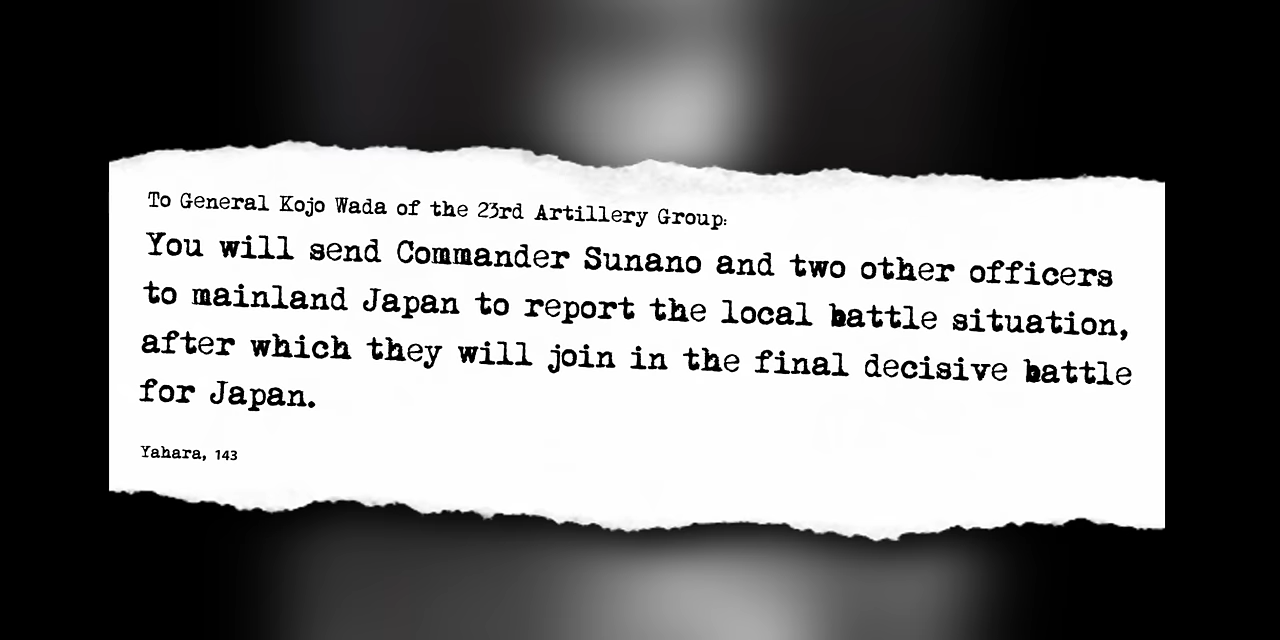 To General Kojo Wada of the 23rd Artillery Group:
You will send Commander Sunano and two other officers
to mainland Japan to report the local battle situation,
after which they will join in the final decisive battle
for Japan.
Yahara, 143